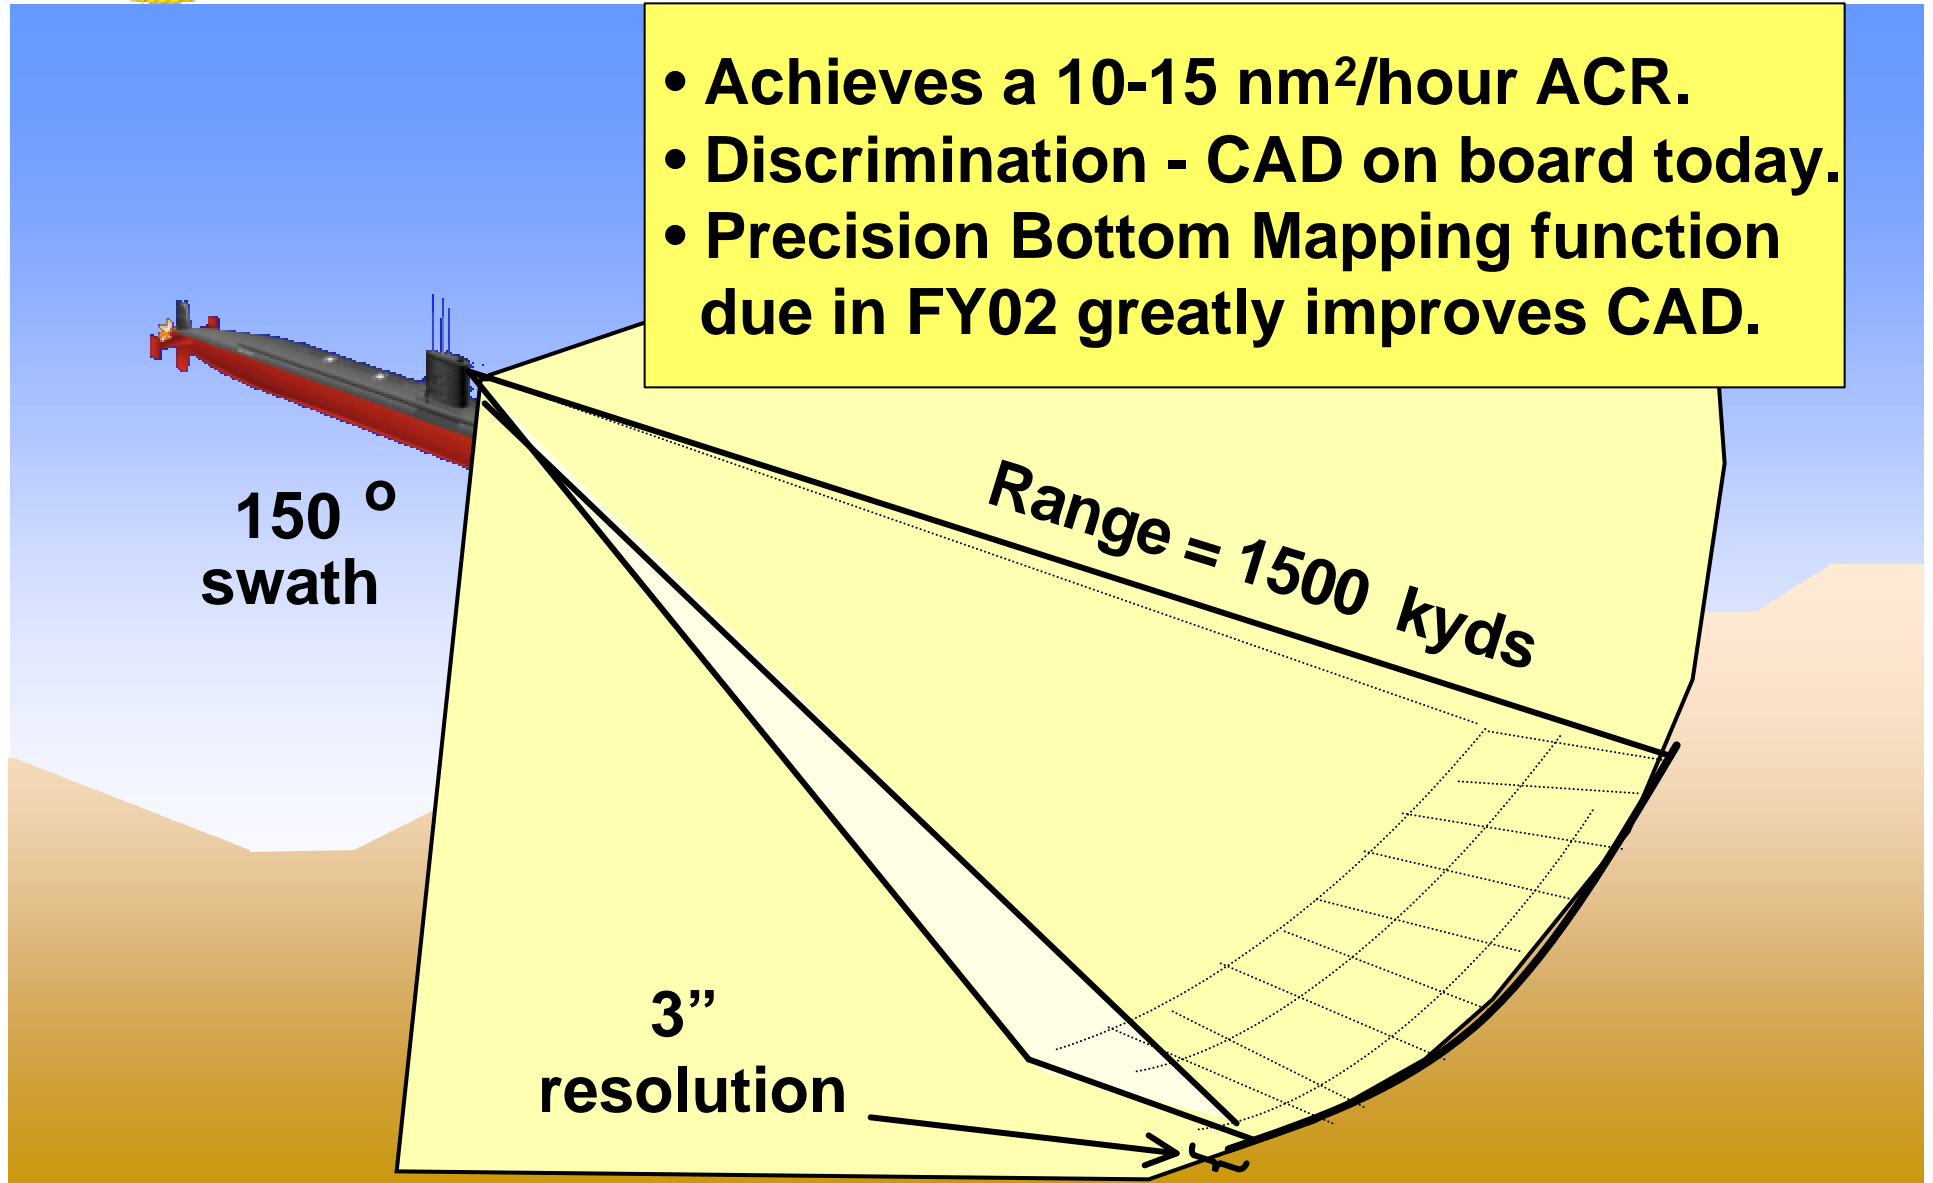 • Achieves a 10-15 nm²/hour ACR.
• Discrimination - CAD on board today.
• Precision Bottom Mapping function
due in FY02 greatly improves CAD.
150 o
swath
Range = 1500 kyds
3”
resolution